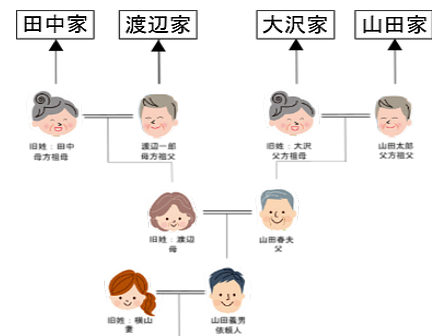 田中家
渡辺家
大沢家
山田家
旧姓：田中
母方祖母
渡辺一郎
母方祖父
旧姓：大沢
父方祖母
山田太郎
父方祖父
旧姓：渡辺
母
山田春夫
父
旧姓：横山
妻
山田義男
依頼人